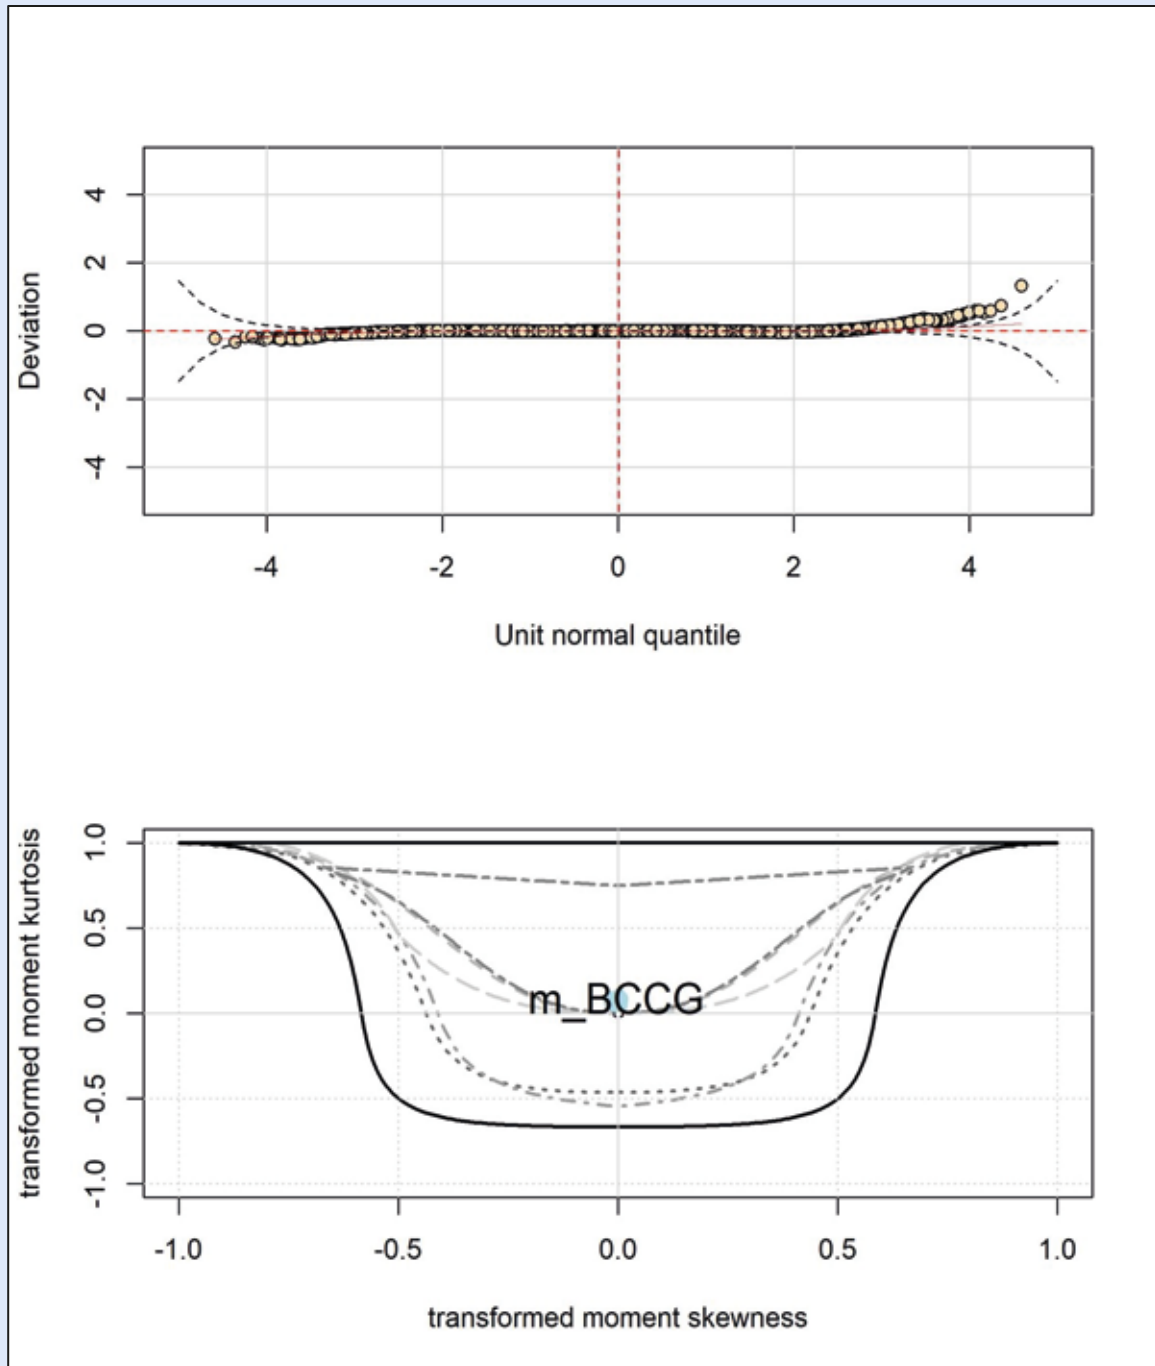 Deviation
4
2
0
-2
-4
-4 -2 0 2 4
Unit normal quantile
transformed moment kurtosis
1.0
0.5
0.0
-0.5
-1.0
m_BCCG
-1.0 -0.5 0.0 0.5 1.0
transformed moment skewness